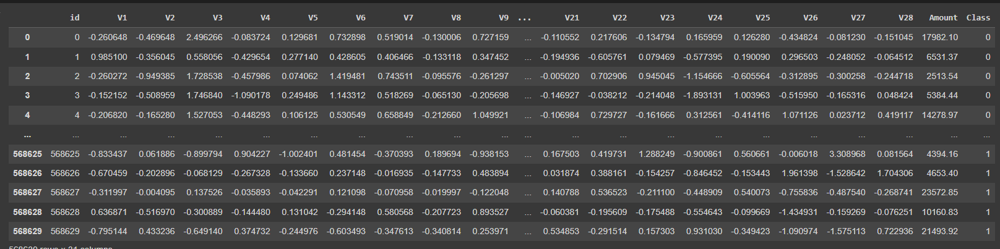 id V1 V2 V3 V4 V5 V6 V7 V8 V9 ... V21 V22 V23 V24 V25 V26 V27 V28 Amount Class
0 0 -0.260648 -0.469648 2.496266 -0.083724 0.129681 0.732898 0.519014 -0.130006 0.727159 ... -0.110552 0.217606 -0.134794 0.165959 0.126280 -0.434824 -0.081230 -0.151045 17982.10 0
1 1 0.985100 -0.356045 0.558056 -0.429654 0.277140 0.428605 0.406466 -0.133118 0.347452 ... -0.194936 -0.605761 0.079469 -0.577395 0.190090 0.296503 -0.248052 -0.064512 6531.37 0
2 2 -0.260272 -0.949385 1.728538 -0.457986 0.074062 1.419481 0.743511 -0.095576 -0.261297 ... -0.005020 0.702906 0.945045 -1.154666 -0.605564 -0.312895 -0.300258 -0.244718 2513.54 0
3 3 -0.152152 -0.508959 1.746840 -1.090178 0.249486 1.143312 0.518269 -0.065130 -0.205698 ... -0.146927 -0.038212 -0.214048 -1.893131 1.003963 -0.515950 -0.165316 0.048424 5384.44 0
4 4 -0.206820 -0.165280 1.527053 -0.448293 0.106125 0.530549 0.658849 -0.212660 1.049921 ... -0.106984 0.729727 -0.161666 0.312561 -0.414116 1.071126 0.023712 0.419117 14278.97 0
... ... ... ... ... ... ... ... ... ... ... ... ... ... ... ... ... ... ... ... ... ...
568625 568625 -0.833437 0.061886 -0.899794 0.904227 -1.002401 0.481454 -0.370393 0.189694 -0.938153 ... 0.167503 0.419731 1.288249 -0.900861 0.560661 -0.006018 3.308968 0.081564 4394.16 1
568626 568626 -0.670459 -0.202896 -0.068129 -0.267328 -0.133660 0.237148 -0.016935 -0.147733 0.483894 ... 0.031874 0.388161 -0.154257 -0.846452 -0.153443 1.961398 -1.528642 1.704306 4653.40 1
568627 568627 -0.311997 -0.004095 0.137526 -0.035893 -0.042291 0.121098 -0.070958 -0.019997 -0.122048 ... 0.140788 0.536523 -0.211100 -0.448909 0.540073 -0.755836 -0.487540 -0.268741 23572.85 1
568628 568628 0.636871 -0.516970 -0.300889 -0.144480 0.131042 -0.294148 0.580568 -0.207723 0.893527 ... -0.060381 -0.195609 -0.175488 -0.554643 -0.099669 -1.434931 -0.159269 -0.076251 10160.83 1
568629 568629 -0.795144 0.433236 -0.649140 0.374732 -0.244976 -0.603493 -0.347613 -0.340814 0.253971 ... 0.534853 -0.291514 0.157303 0.931030 -0.349423 -1.090974 -1.575113 0.722936 21493.92 1
568630 rows x 31 columns